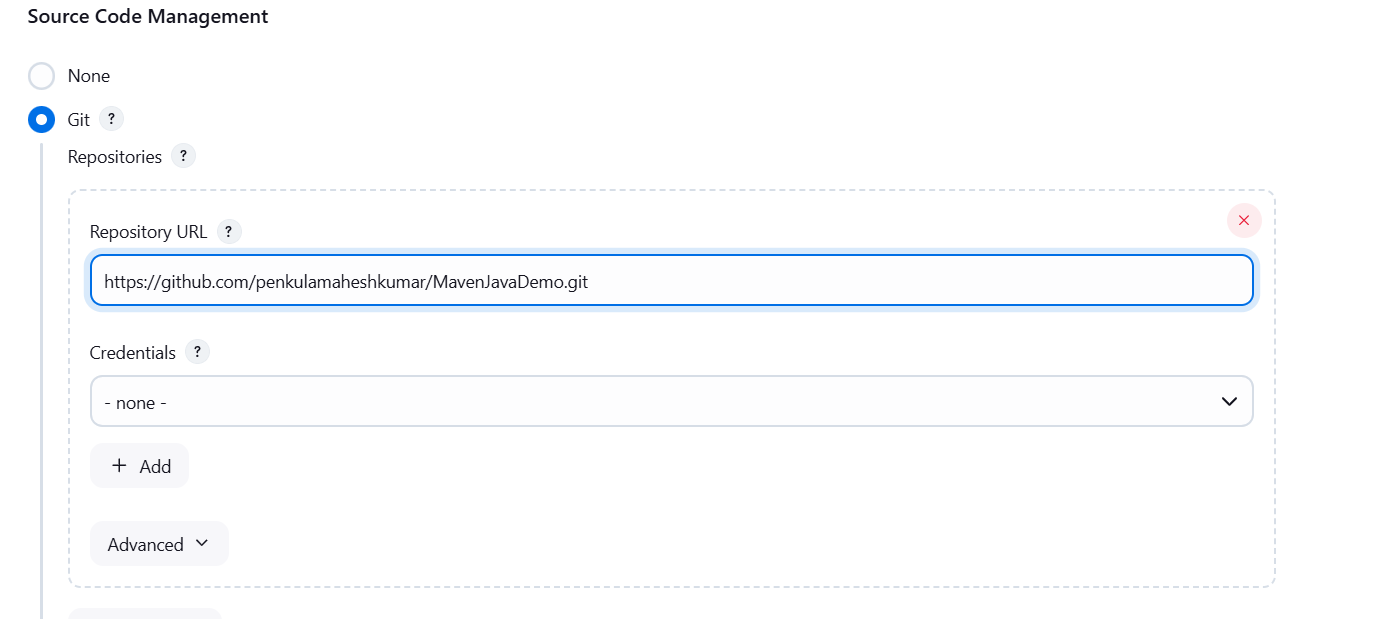 Source Code Management
None
Git ?
Repositories ?
Repository URL ?
https://github.com/penkulamaheshkumar/MavenJavaDemo.git
Credentials ?
- none -
+ Add
Advanced